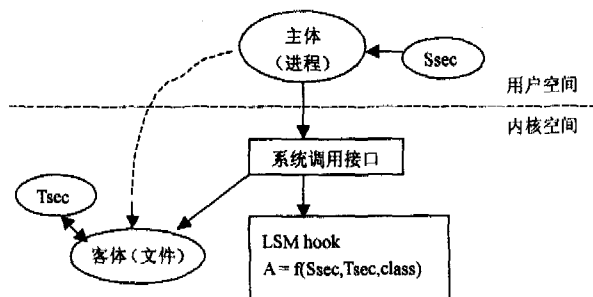 主体
（进程）
Ssec
用户空间
内核空间
系统调用接口
Tsec
客体（文件）
LSM hook
A = f(Ssec,Tsec,class)